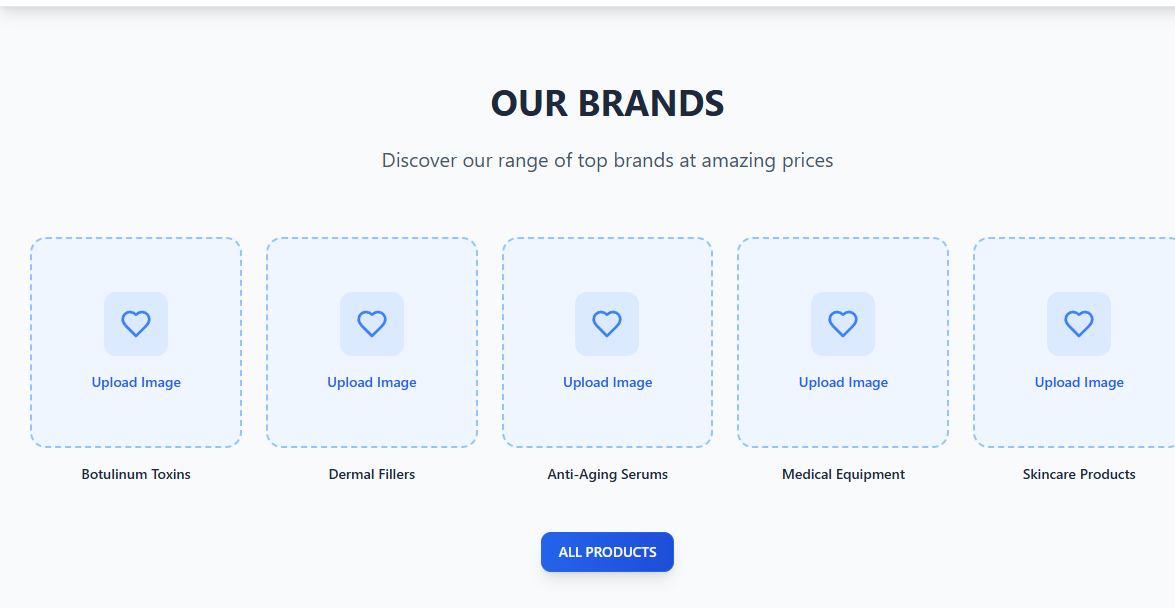 OUR BRANDS
Discover our range of top brands at amazing prices
Upload Image
Upload Image
Upload Image
Upload Image
Upload Image
Botulinum Toxins
Dermal Fillers
Anti-Aging Serums
Medical Equipment
Skincare Products
ALL PRODUCTS